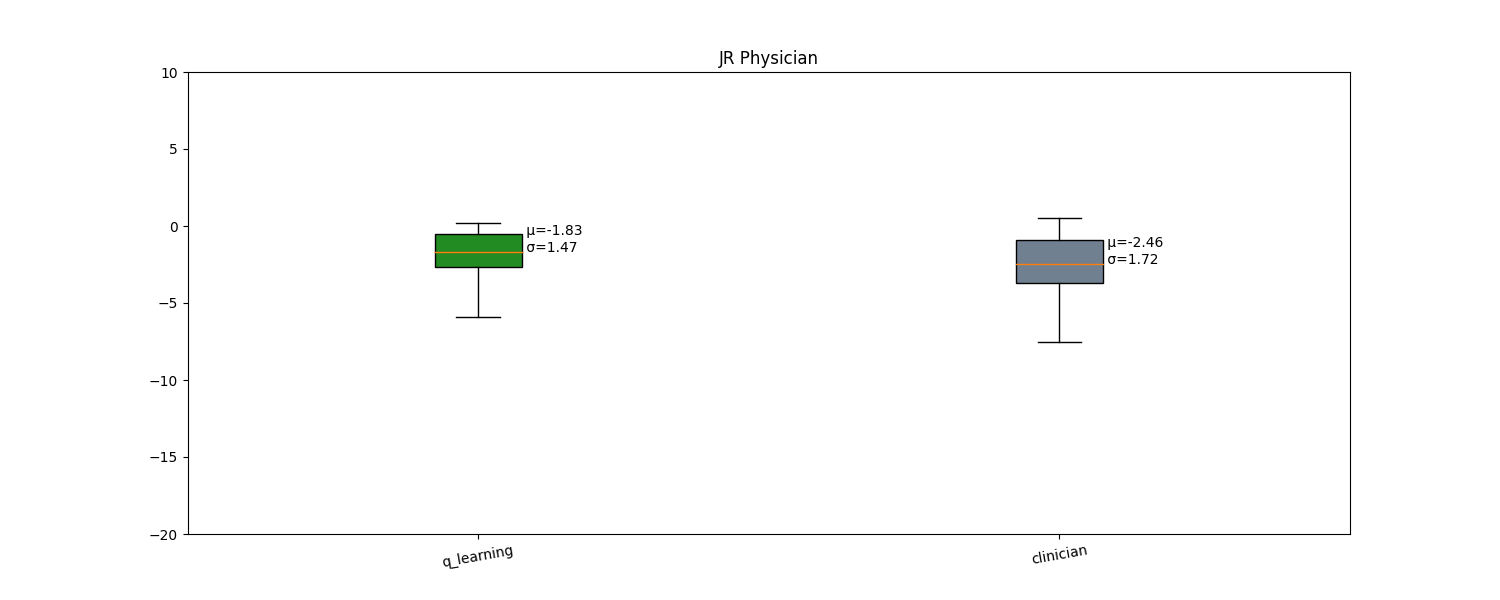 JR Physician
10
5
0
−5
−10
−15
−20
μ=-1.83
σ=1.47
μ=-2.46
σ=1.72
q_learning
clinician